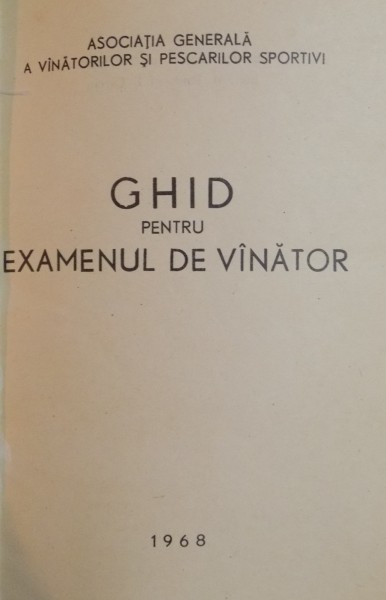 ASOCIAȚIA GENERALĂ
A VÎNĂTORILOR ȘI PESCARILOR SPORTIVI
GHID
PENTRU
EXAMENUL DE VÎNĂTOR
1968